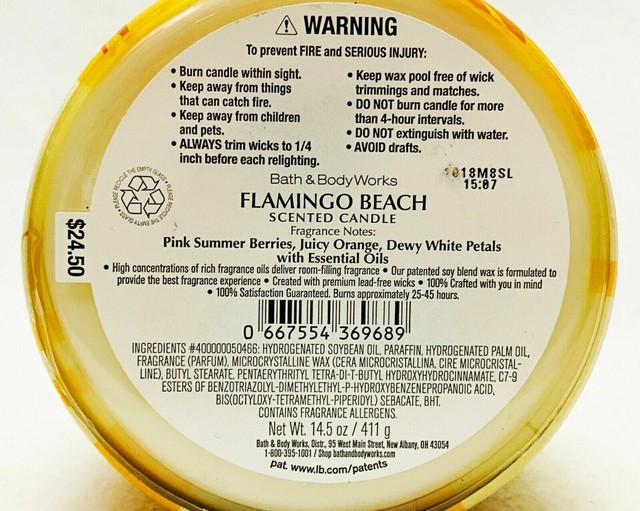 ⚠ WARNING
To prevent FIRE and SERIOUS INJURY:
• Burn candle within sight.
• Keep away from things
that can catch fire.
• Keep away from children
and pets.
• ALWAYS trim wicks to 1/4
inch before each relighting.
• Keep wax pool free of wick
trimmings and matches.
• DO NOT burn candle for more
than 4-hour intervals.
• DO NOT extinguish with water.
• AVOID drafts.
PLEASE RECYCLE THE EMPTY GLASS • PLEASE RECYCLE THE EMPTY GLASS •
18M8SL
15:07
$24.50
Bath & Body Works
FLAMINGO BEACH
SCENTED CANDLE
Fragrance Notes:
Pink Summer Berries, Juicy Orange, Dewy White Petals
with Essential Oils
• High concentrations of rich fragrance oils deliver room-filling fragrance • Our patented soy blend wax is formulated to
provide the best fragrance experience • Created with premium lead-free wicks • 100% Crafted with you in mind
• 100% Satisfaction Guaranteed. Burns approximately 25-45 hours.
0 667554 369689
INGREDIENTS #400000050466: HYDROGENATED SOYBEAN OIL, PARAFFIN, HYDROGENATED PALM OIL,
FRAGRANCE (PARFUM), MICROCRYSTALLINE WAX (CERA MICROCRISTALLINA, CIRE MICROCRISTAL-
LINE), BUTYL STEARATE, PENTAERYTHRITYL TETRA-DI-T-BUTYL HYDROXYHYDROCINNAMATE, C7-9
ESTERS OF BENZOTRIAZOLYL-DIMETHYLETHYL-P-HYDROXYBENZENEPROPANOIC ACID,
BIS(OCTYLOXY-TETRAMETHYL-PIPERIDYL) SEBACATE, BHT.
CONTAINS FRAGRANCE ALLERGENS.
Net Wt. 14.5 oz / 411 g
Bath & Body Works, Distr., 95 West Main Street, New Albany, OH 43054
1-800-395-1001 / Shop bathandbodyworks.com
pat. www.lb.com/patents